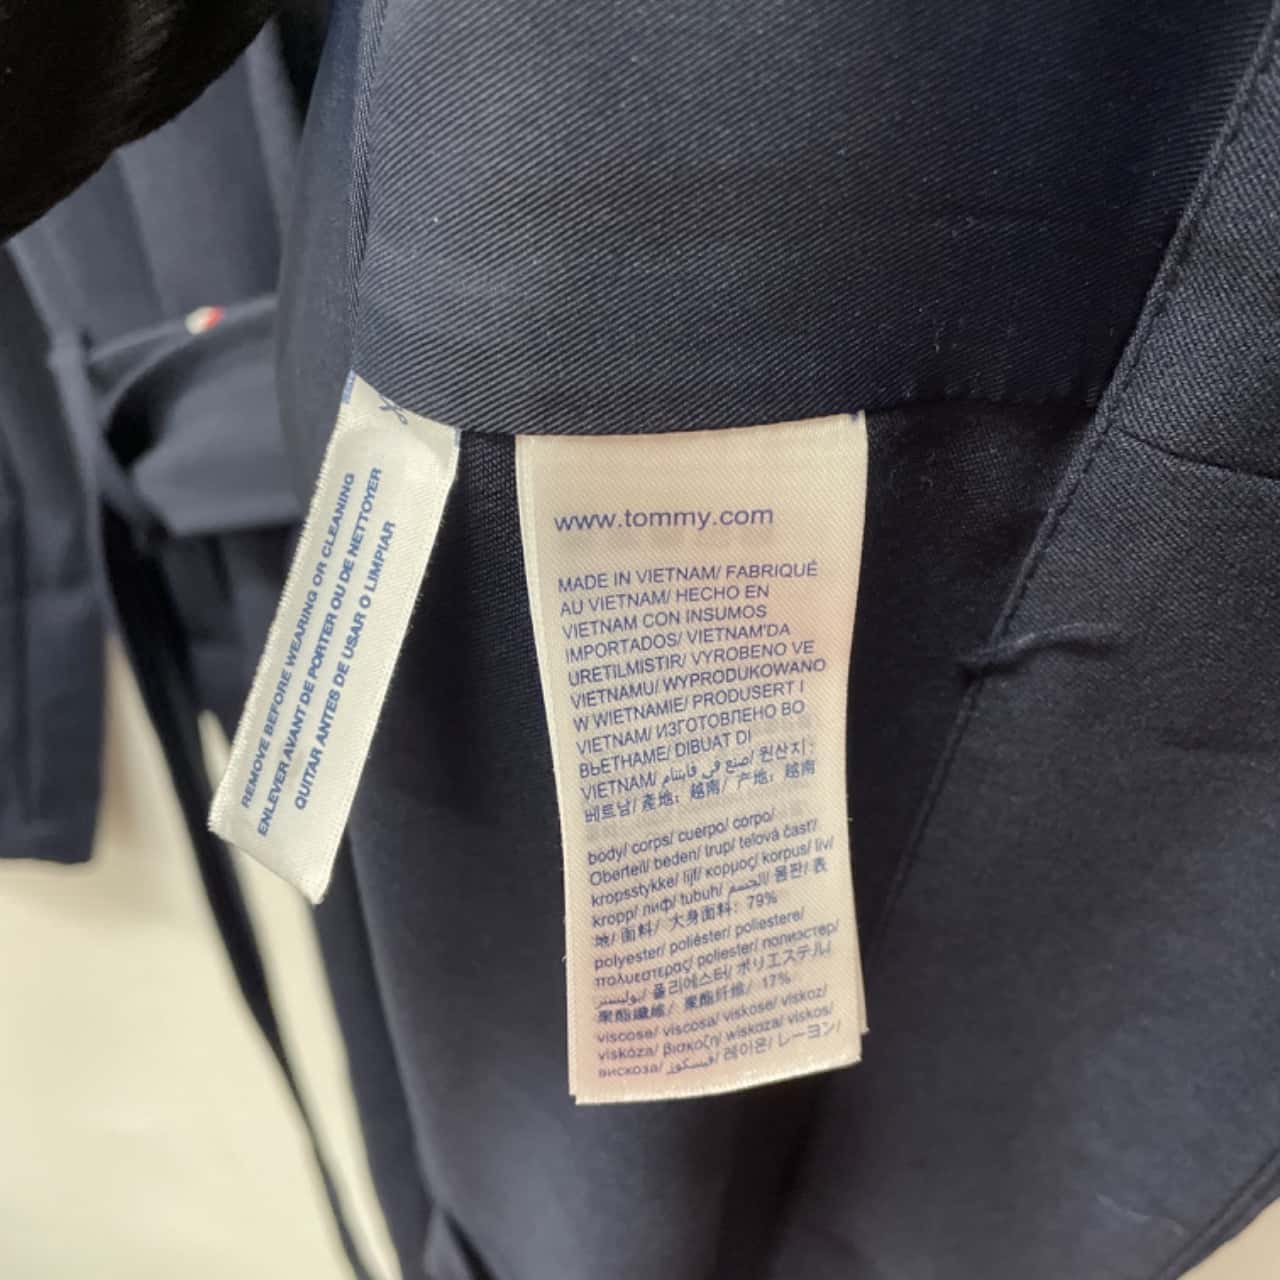 REMOVE BEFORE WEARING OR CLEANING
ENLEVER AVANT DE PORTER OU DE NETTOYER
QUITAR ANTES DE USAR O LIMPIAR
www.tommy.com
MADE IN VIETNAM/ FABRIQUÉ
AU VIETNAM/ HECHO EN
VIETNAM CON INSUMOS
IMPORTADOS/ VIETNAM'DA
URETILMISTIR/ VYROBENO VE
VIETNAMU/ WYPRODUKOWANO
W WIETNAMIE/ PRODUSERT I
VIETNAM/ ИЗГОТОВЛЕНО ВО
ВЬЕТНАМЕ/ DIBUAT DI
VIETNAM/ صنع في فايتنام/ 원산지:
베트남/ 產地: 越南/ 产地: 越南
body/ corps/ cuerpo/ corpo/
Oberteil/ beden/ trup/ telová časť/
kropsstykke/ lijf/ κορμος/ korpus/ liv/
kropp/ лиф/ tubuh/ الجسم/ 몸판/ 表
地/ 面料/ 大身面料: 79%
polyester/ poliéster/ poliestere/
πολυεστερας/ poliester/ полиэстер/
بوليستر/ 폴리에스터/ ポリエステル/
聚酯纖維/ 聚酯纤维/ 17%
viscose/ viscosa/ viskose/ viskoz/
viskóza/ βισκοζη/ wiskoza/ viskos/
вискоза/ فيسكوز/ 레이온/ レーヨン/